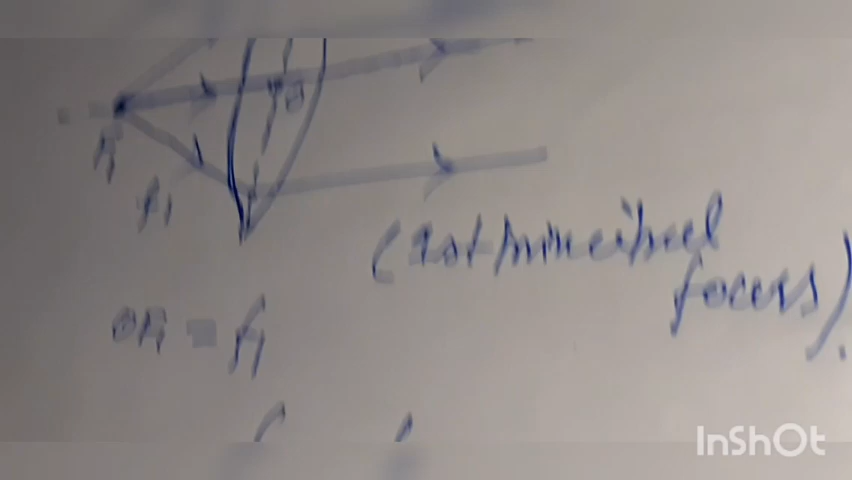 O
F₁
f₁
(1st principal
focus).
OF₁ = f₁
InShOt